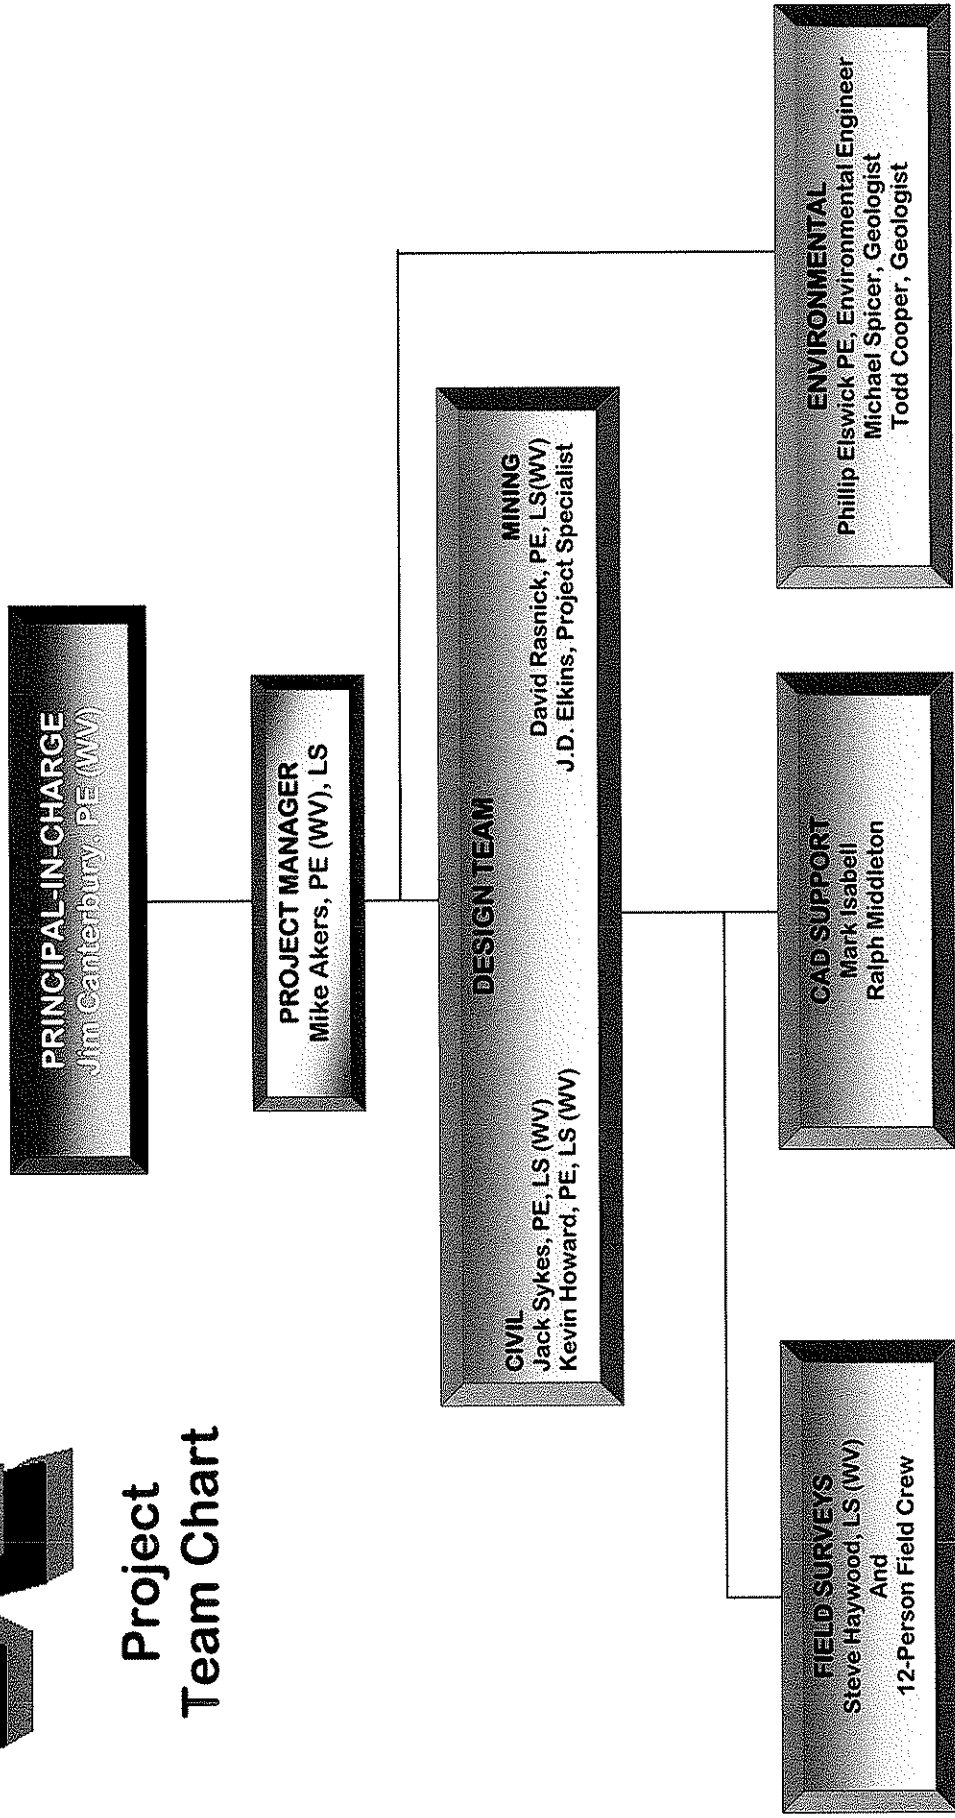 Project
Team Chart
PRINCIPAL-IN-CHARGE
Jim Canterbury, PE (WV)
PROJECT MANAGER
Mike Akers, PE (WV), LS
DESIGN TEAM
CIVIL
Jack Sykes, PE, LS (WV)
Kevin Howard, PE, LS (WV)
MINING
David Rasnick, PE, LS(WV)
J.D. Elkins, Project Specialist
FIELD SURVEYS
Steve Haywood, LS (WV)
And
12-Person Field Crew
CAD SUPPORT
Mark Isabell
Ralph Middleton
ENVIRONMENTAL
Phillip Elswick PE, Environmental Engineer
Michael Spicer, Geologist
Todd Cooper, Geologist